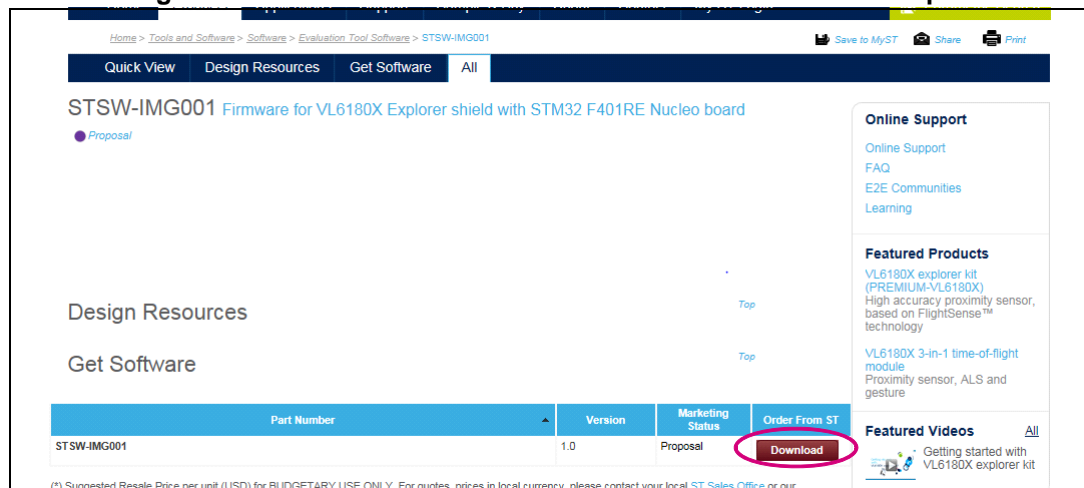 Home > Tools and Software > Software > Evaluation Tool Software > STSW-IMG001
Save to MyST Share Print
Quick View Design Resources Get Software All
STSW-IMG001 Firmware for VL6180X Explorer shield with STM32 F401RE Nucleo board
Proposal
Online Support
Online Support
FAQ
E2E Communities
Learning
Featured Products
VL6180X explorer kit
(PREMIUM-VL6180X)
High accuracy proximity sensor,
based on FlightSense™
technology
VL6180X 3-in-1 time-of-flight
module
Proximity sensor, ALS and
gesture
Design Resources
Top
Get Software
Top
Part Number Version Marketing Status Order From ST
STSW-IMG001 1.0 Proposal Download
Featured Videos All
Getting started with
VL6180X explorer kit
(*) Suggested Resale Price per unit (USD) for BUDGETARY USE ONLY. For quotes, prices in local currency, please contact your local ST Sales Office or our